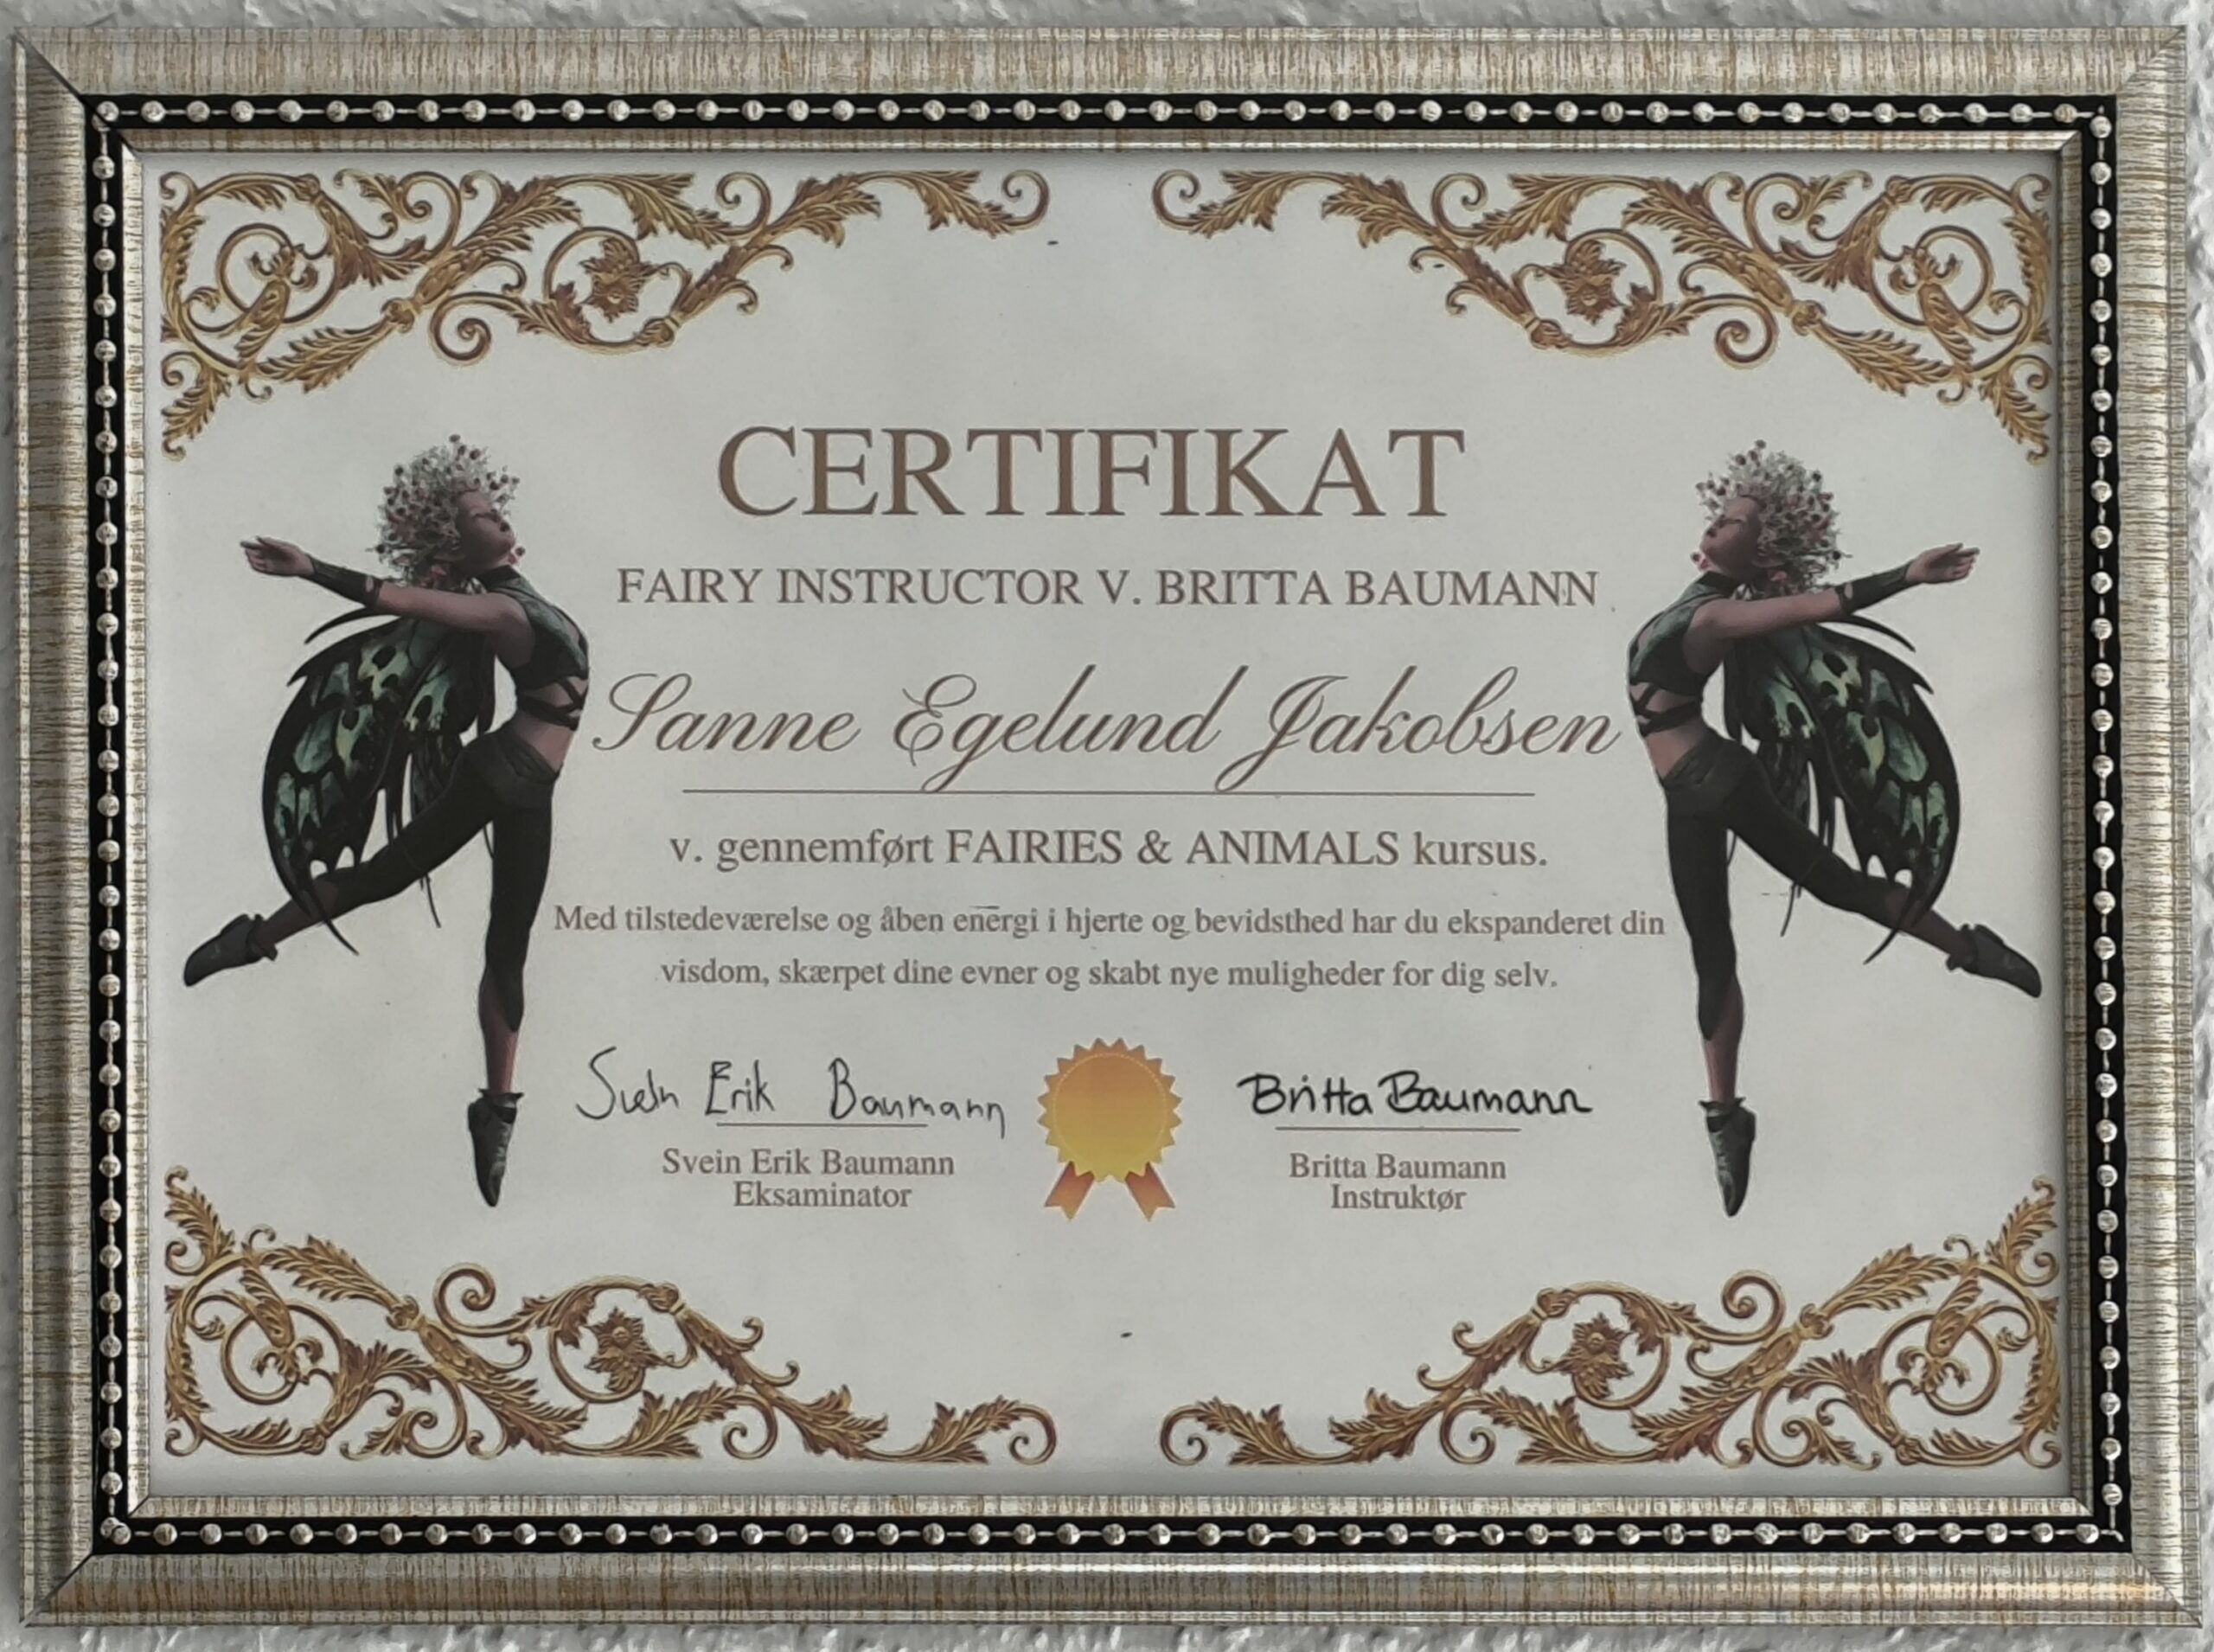 CERTIFIKAT
FAIRY INSTRUCTOR V. BRITTA BAUMANN
Sanne Egelund Jakobsen
v. gennemført FAIRIES & ANIMALS kursus.
Med tilstedeværelse og åben energi i hjerte og bevidsthed har du ekspanderet din
visdom, skærpet dine evner og skabt nye muligheder for dig selv.
Svein Erik Baumann
Britta Baumann
Svein Erik Baumann
Eksaminator
Britta Baumann
Instruktør